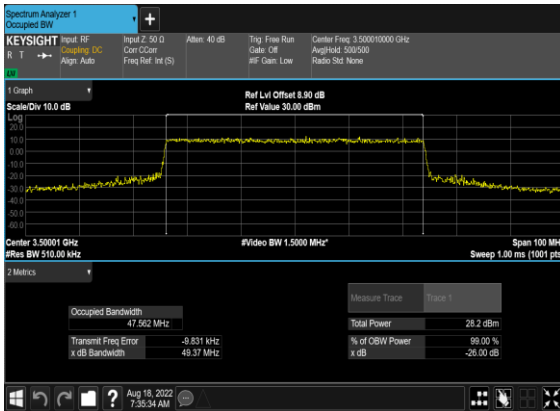 Spectrum Analyzer 1
Occupied BW
+
KEYSIGHT
R T
Input: RF
Coupling: DC
Align: Auto
Input Z: 50 Ω
Corr CCorr
Freq Ref: Int (S)
Atten: 40 dB
Trig: Free Run
Gate: Off
#IF Gain: Low
Center Freq: 3.500010000 GHz
Avg|Hold: 500/500
Radio Std: None
1 Graph
Scale/Div 10.0 dB
Ref Lvl Offset 8.90 dB
Ref Value 30.00 dBm
Log
20.0
10.0
0.00
-10.0
-20.0
-30.0
-40.0
-50.0
-60.0
Center 3.50001 GHz
#Video BW 1.5000 MHz*
Span 100 MH
#Res BW 510.00 kHz
Sweep 1.00 ms (1001 pts
2 Metrics
Measure Trace
Trace 1
Occupied Bandwidth
47.562 MHz
Total Power
28.2 dBm
Transmit Freq Error
-9.831 kHz
% of OBW Power
99.00 %
x dB Bandwidth
49.37 MHz
x dB
-26.00 dB
?
Aug 18, 2022
7:35:34 AM